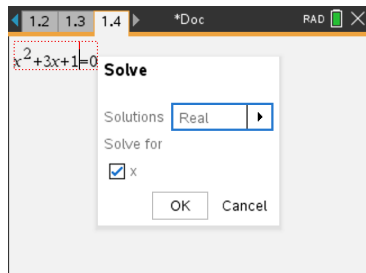 1.2 1.3 1.4 *Doc RAD
x²+3x+1=0
Solve
Solutions Real
Solve for
x
OK Cancel